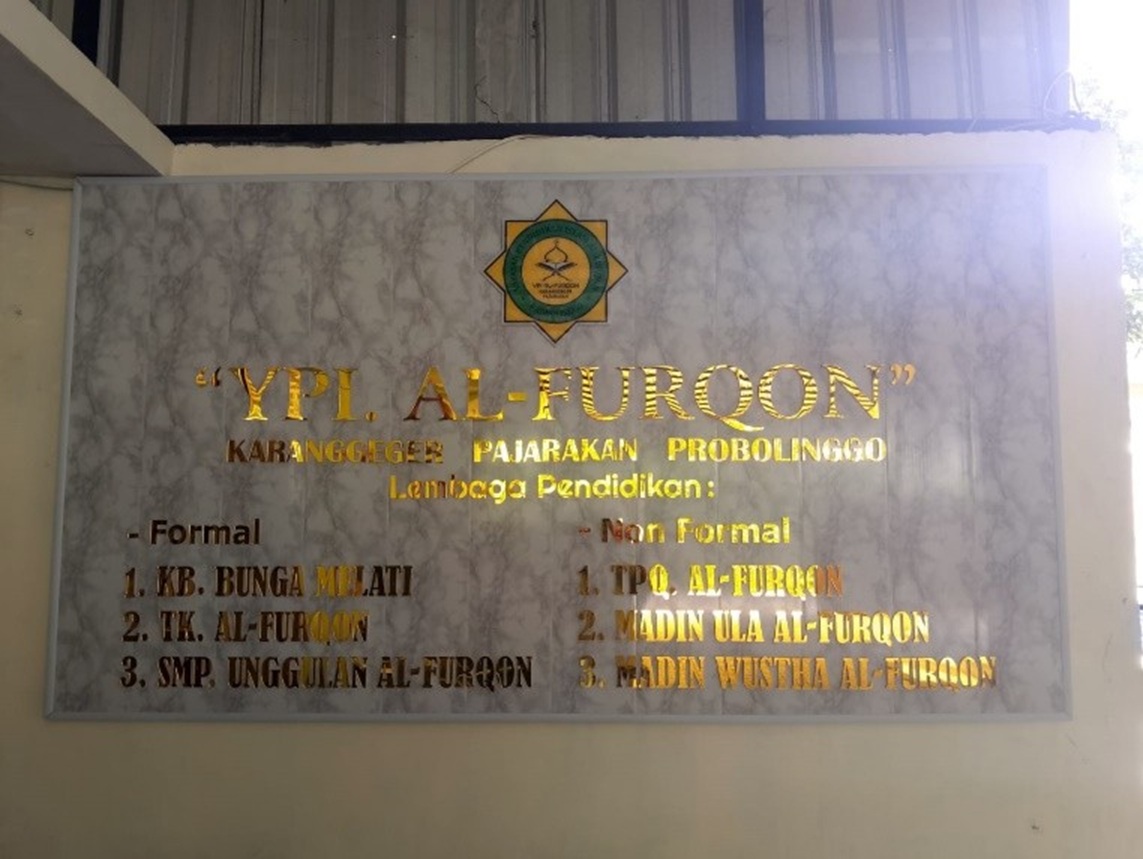 "YPI. AL-FURQON"
KARANGGEGER PAJARAKAN PROBOLINGGO
Lembaga Pendidikan :
- Formal
1. KB. BUNGA MELATI
2. TK. AL-FURQON
3. SMP. UNGGULAN AL-FURQON
- Non Formal
1. TPQ. AL-FURQON
2. MADIN ULA AL-FURQON
3. MADIN WUSTHA AL-FURQON